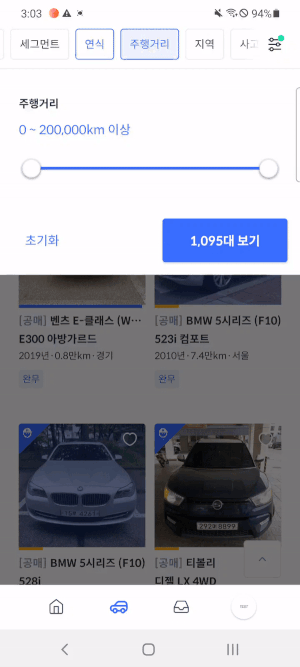 3:03 94%
세그먼트 연식 주행거리 지역 사고
주행거리
0 ~ 200,000km 이상
초기화 1,095대 보기
[공매] 벤츠 E-클래스 (W…
E300 아방가르드
2019년·0.8만km·경기
완무
[공매] BMW 5시리즈 (F10)
523i 컴포트
2010년·7.4만km·서울
완무
[공매] BMW 5시리즈 (F10)
528i
[공매] 티볼리
디젤 LX 4WD